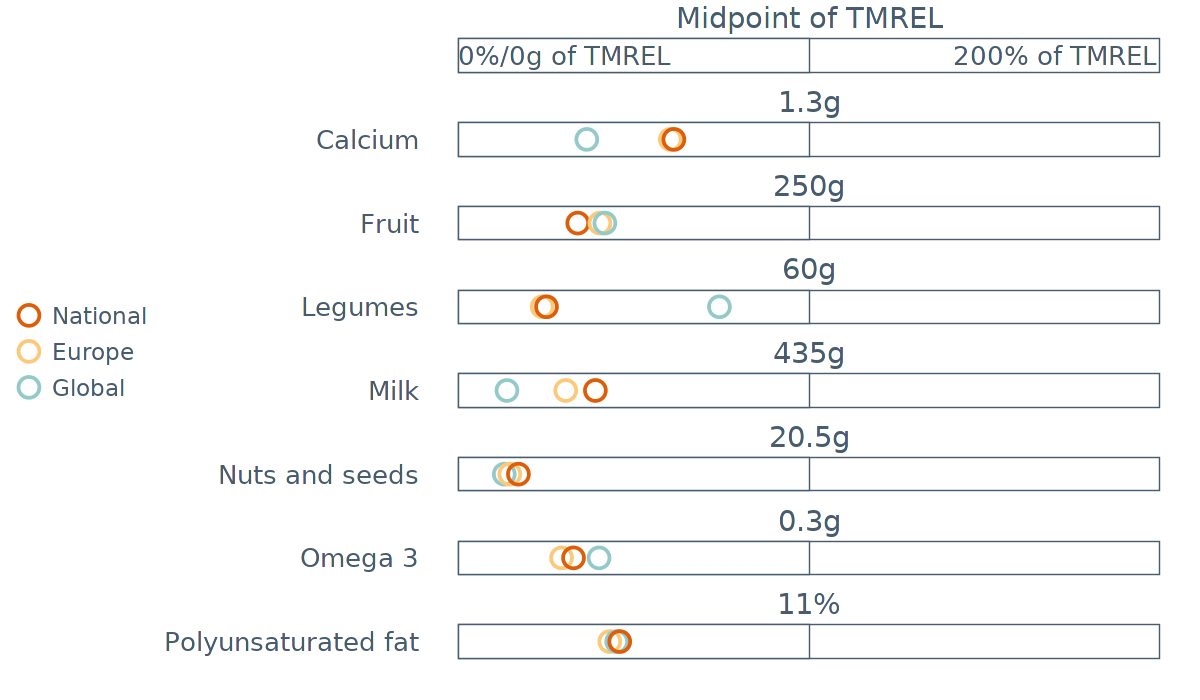 Midpoint of TMREL
0%/0g of TMREL 200% of TMREL
1.3g
Calcium
250g
Fruit
60g
Legumes
435g
Milk
20.5g
Nuts and seeds
0.3g
Omega 3
11%
Polyunsaturated fat
National
Europe
Global